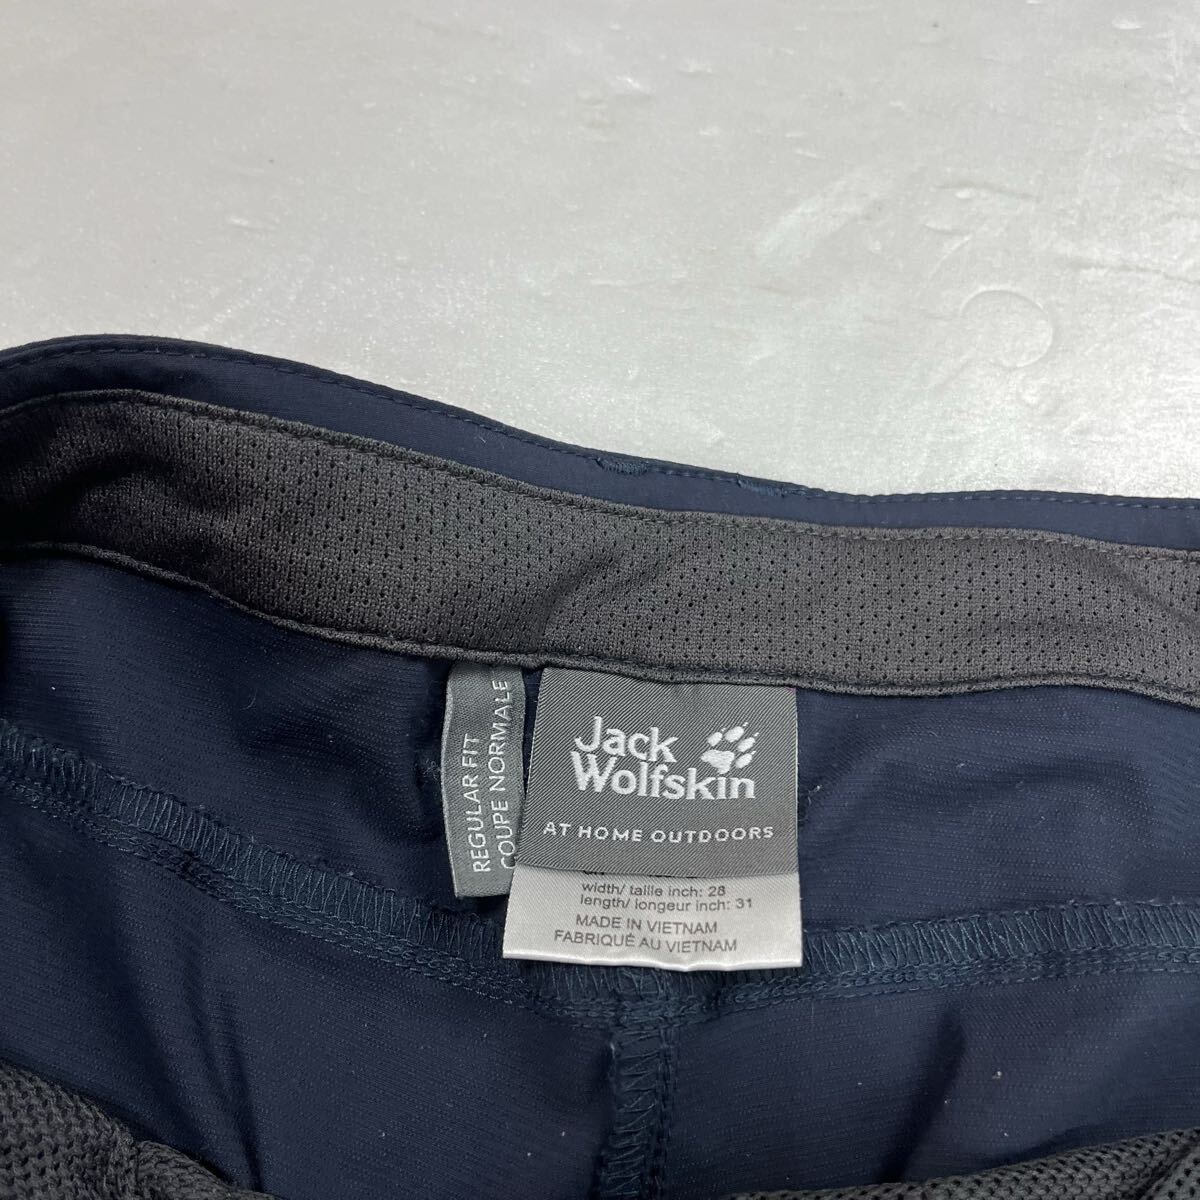 REGULAR FIT
COUPE NORMALE
Jack
Wolfskin
AT HOME OUTDOORS
width/ taille inch: 28
length/ longeur inch: 31
MADE IN VIETNAM
FABRIQUÉ AU VIETNAM